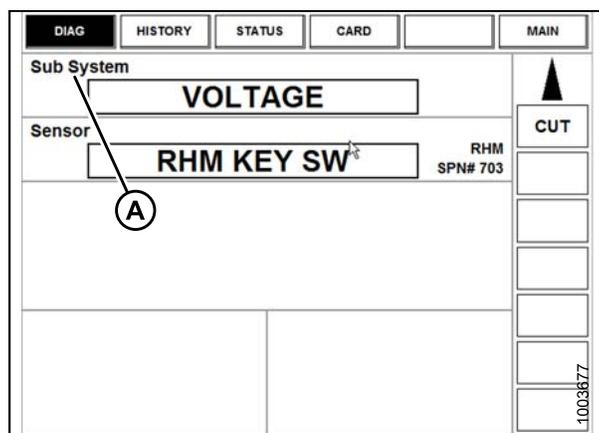 DIAG HISTORY STATUS CARD MAIN
Sub System
VOLTAGE
CUT
Sensor
RHM KEY SW
RHM
SPN# 703
A
1003677